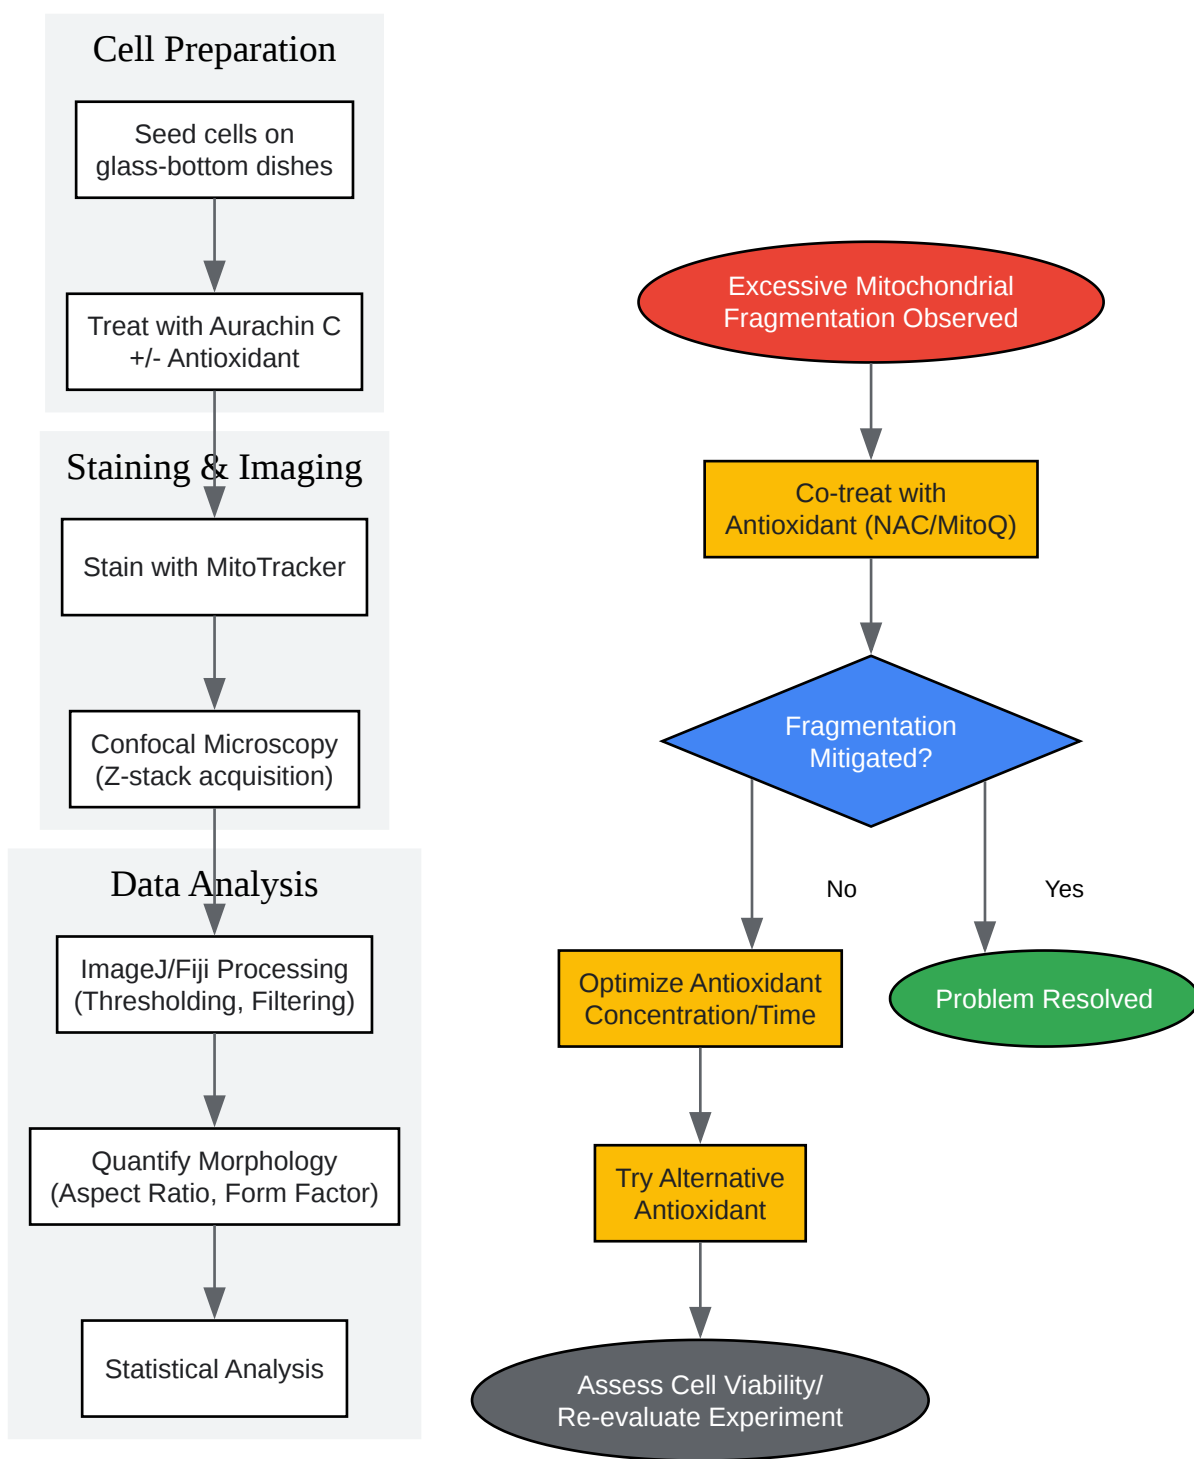 Cell Preparation
Seed cells on
glass-bottom dishes
Treat with Aurachin C
+/- Antioxidant
Staining & Imaging
Stain with MitoTracker
Confocal Microscopy
(Z-stack acquisition)
Data Analysis
ImageJ/Fiji Processing
(Thresholding, Filtering)
Quantify Morphology
(Aspect Ratio, Form Factor)
Statistical Analysis
Excessive Mitochondrial
Fragmentation Observed
Co-treat with
Antioxidant (NAC/MitoQ)
Fragmentation
Mitigated?
No
Yes
Optimize Antioxidant
Concentration/Time
Problem Resolved
Try Alternative
Antioxidant
Assess Cell Viability/
Re-evaluate Experiment